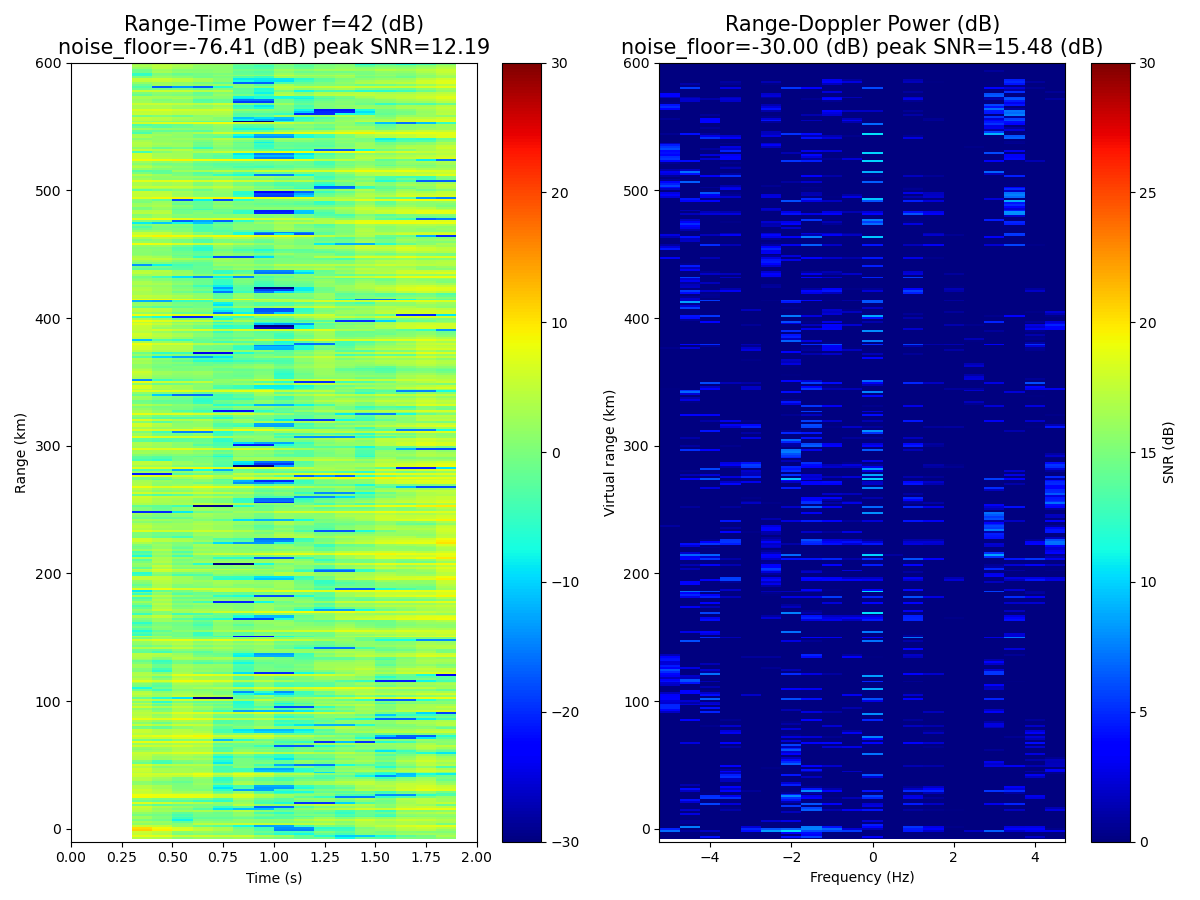 Range-Time Power f=42 (dB)
noise_floor=-76.41 (dB) peak SNR=12.19
Range (km)
600
500
400
300
200
100
0
0.00 0.25 0.50 0.75 1.00 1.25 1.50 1.75 2.00
Time (s)
30
20
10
0
−10
−20
−30
Range-Doppler Power (dB)
noise_floor=-30.00 (dB) peak SNR=15.48 (dB)
Virtual range (km)
600
500
400
300
200
100
0
−4 −2 0 2 4
Frequency (Hz)
30
25
20
15
10
5
0
SNR (dB)